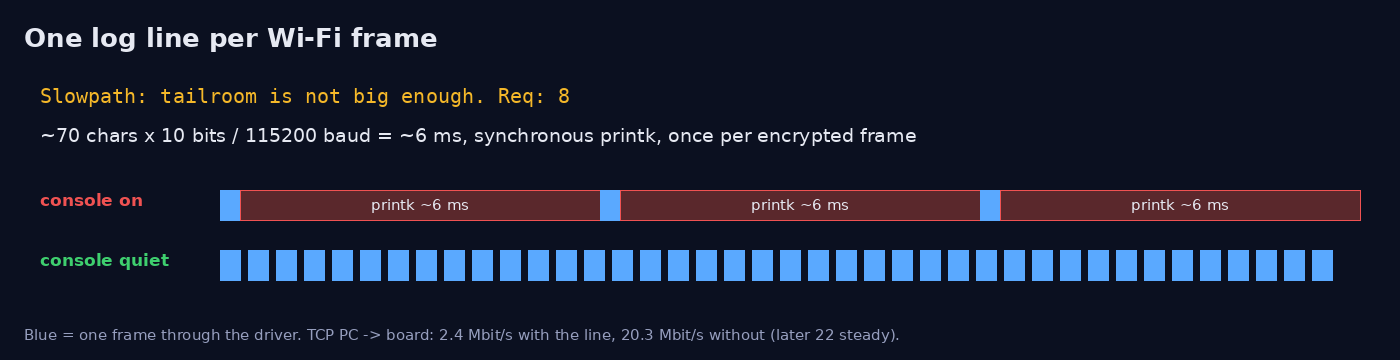 One log line per Wi-Fi frame
Slowpath: tailroom is not big enough. Req: 8
~70 chars x 10 bits / 115200 baud = ~6 ms, synchronous printk, once per encrypted frame
console on
printk ~6 ms
printk ~6 ms
printk ~6 ms
console quiet
Blue = one frame through the driver. TCP PC -> board: 2.4 Mbit/s with the line, 20.3 Mbit/s without (later 22 steady).